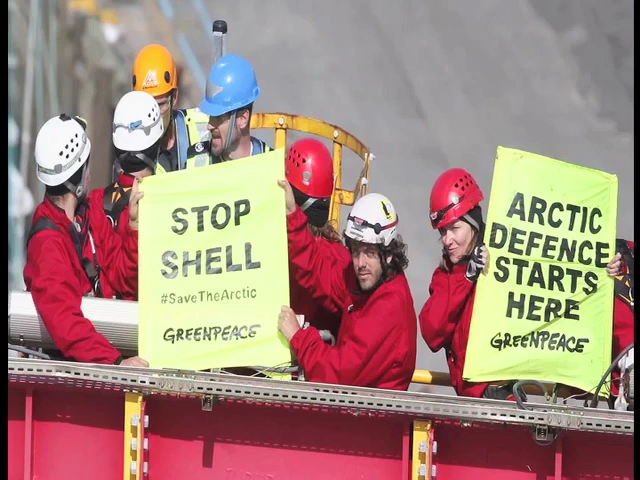 STOP
SHELL
#SaveTheArctic
GREENPEACE
ARCTIC
DEFENCE
STARTS
HERE
GREENPEACE